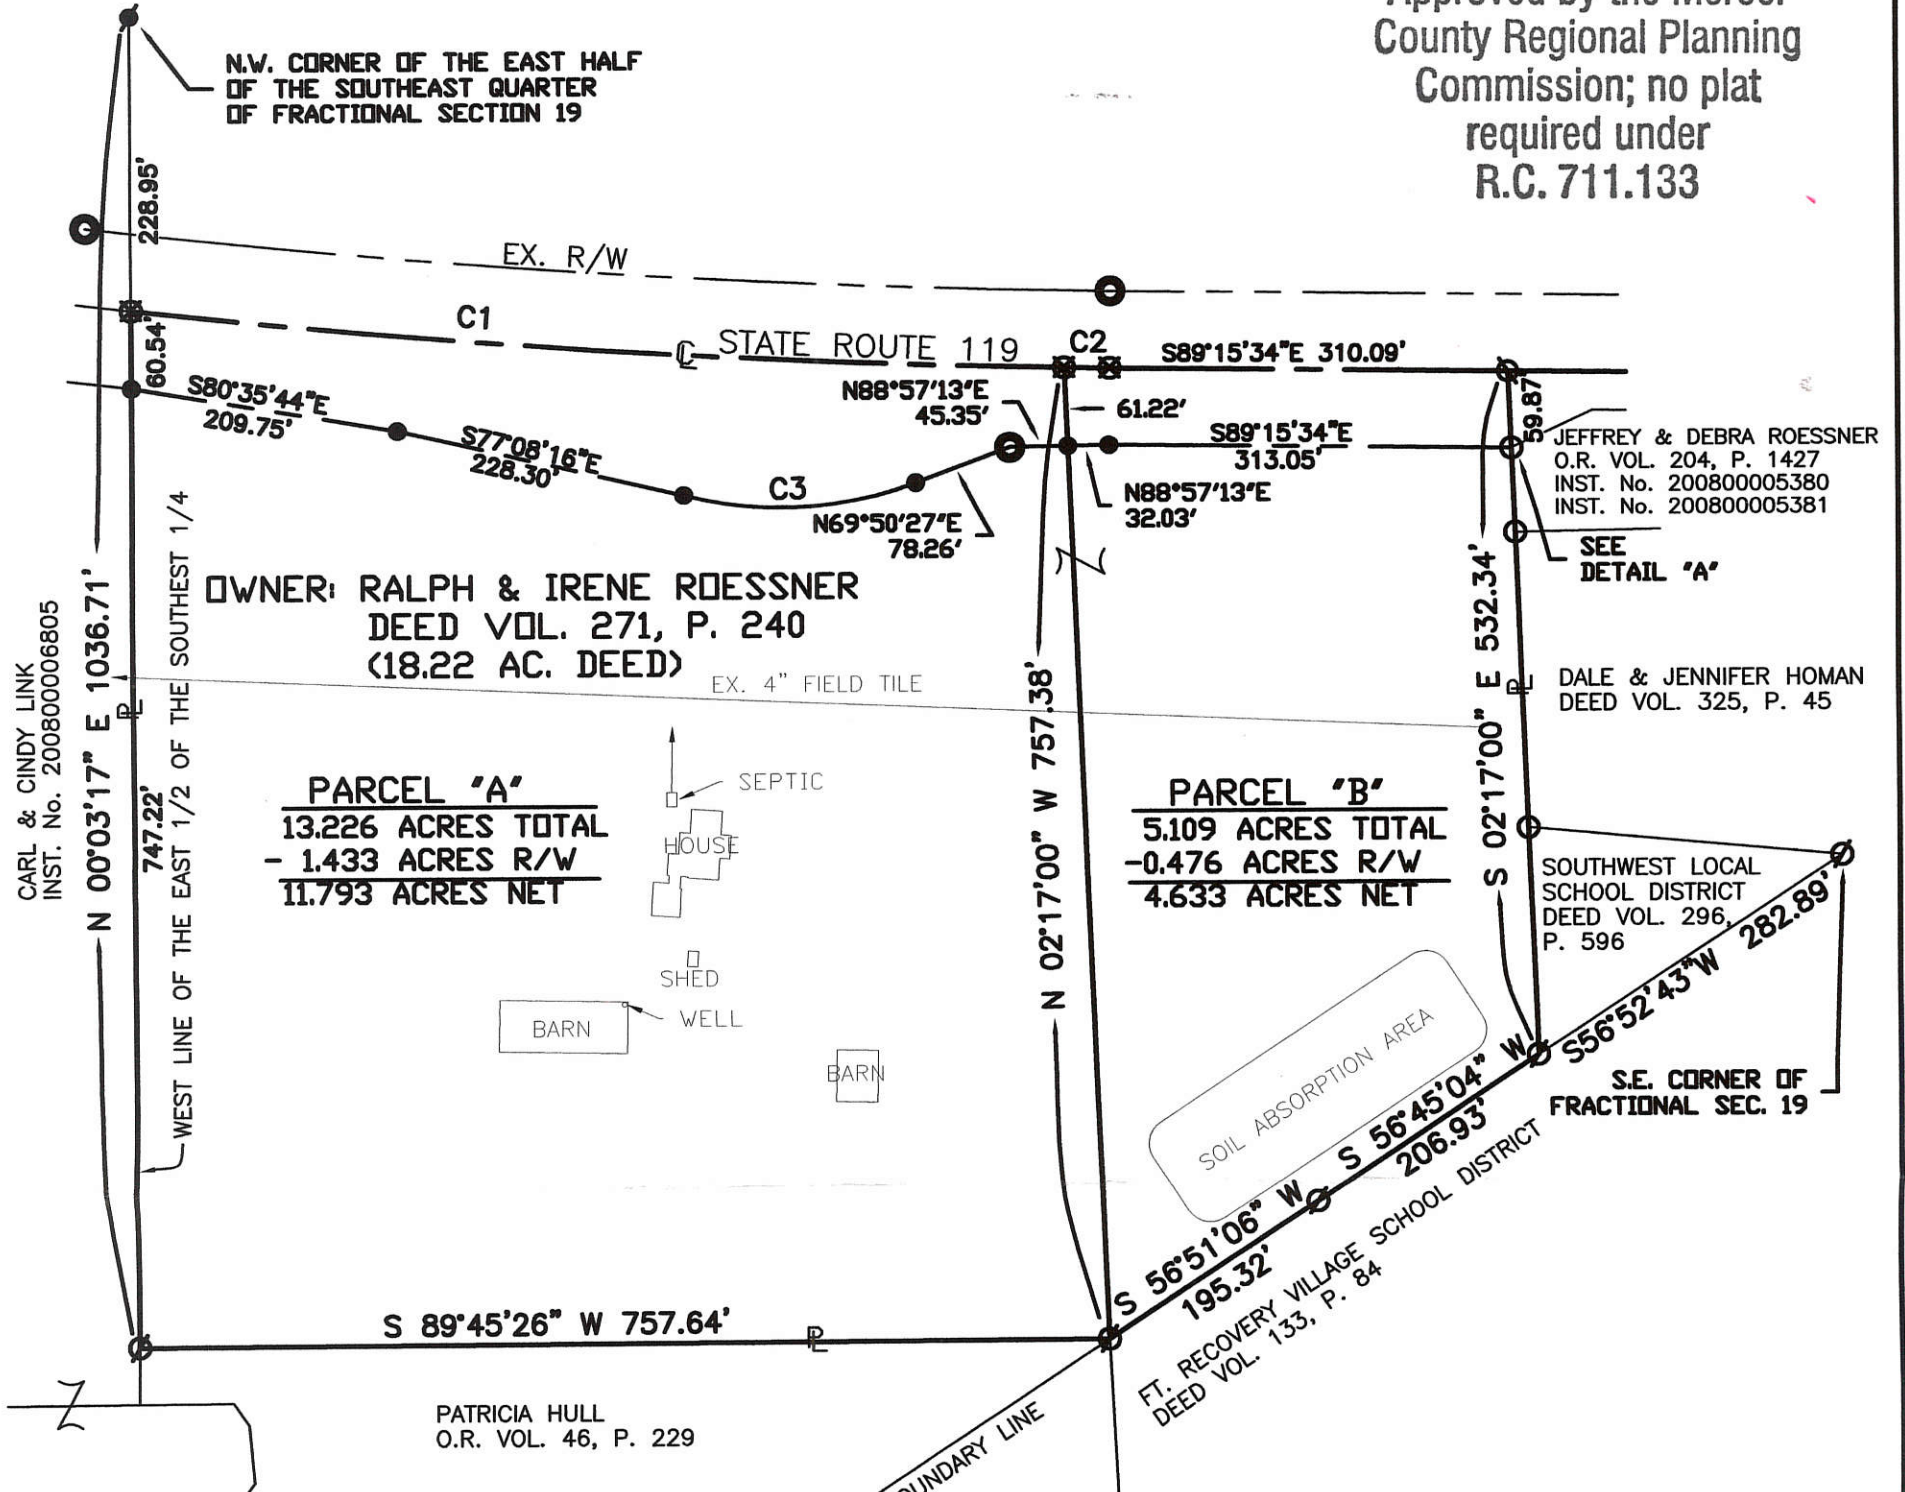 Approved by the Mercer
County Regional Planning
Commission; no plat
required under
R.C. 711.133
N.W. CORNER OF THE EAST HALF
OF THE SOUTHEAST QUARTER
OF FRACTIONAL SECTION 19
228.95'
EX. R/W
C1
60.54'
STATE ROUTE 119
C2
S89°15'34"E 310.09'
S80°35'44"E
209.75'
S77°08'16"E
228.30'
C3
N88°57'13"E
45.35'
61.22'
S89°15'34"E
313.05'
N88°57'13"E
32.03'
N69°50'27"E
78.26'
59.87'
JEFFREY & DEBRA ROESSNER
O.R. VOL. 204, P. 1427
INST. No. 200800005380
INST. No. 200800005381
SEE
DETAIL "A"
OWNER: RALPH & IRENE ROESSNER
DEED VOL. 271, P. 240
(18.22 AC. DEED)
EX. 4" FIELD TILE
CARL & CINDY LINK
INST. No. 200800006805
N 00°03'17" E 1036.71'
747.22'
WEST LINE OF THE EAST 1/2 OF THE SOUTHEST 1/4
N 02°17'00" W 757.38'
S 02°17'00" E 532.34'
DALE & JENNIFER HOMAN
DEED VOL. 325, P. 45
PARCEL "A"
13.226 ACRES TOTAL
- 1.433 ACRES R/W
11.793 ACRES NET
SEPTIC
HOUSE
SHED
WELL
BARN
BARN
PARCEL "B"
5.109 ACRES TOTAL
-0.476 ACRES R/W
4.633 ACRES NET
SOUTHWEST LOCAL
SCHOOL DISTRICT
DEED VOL. 296,
P. 596
S56°52'43"W 282.89'
S.E. CORNER OF
FRACTIONAL SEC. 19
SOIL ABSORPTION AREA
S 56°45'04" W
206.93'
S 56°51'06" W
195.32'
FT. RECOVERY VILLAGE SCHOOL DISTRICT
DEED VOL. 133, P. 84
S 89°45'26" W 757.64'
PATRICIA HULL
O.R. VOL. 46, P. 229
OUNDARY LINE